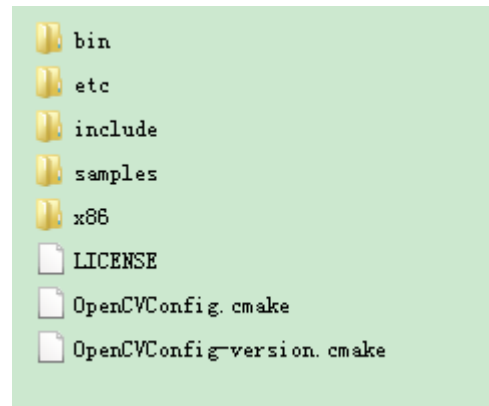 bin
etc
include
samples
x86
LICENSE
OpenCVConfig.cmake
OpenCVConfig-version.cmake